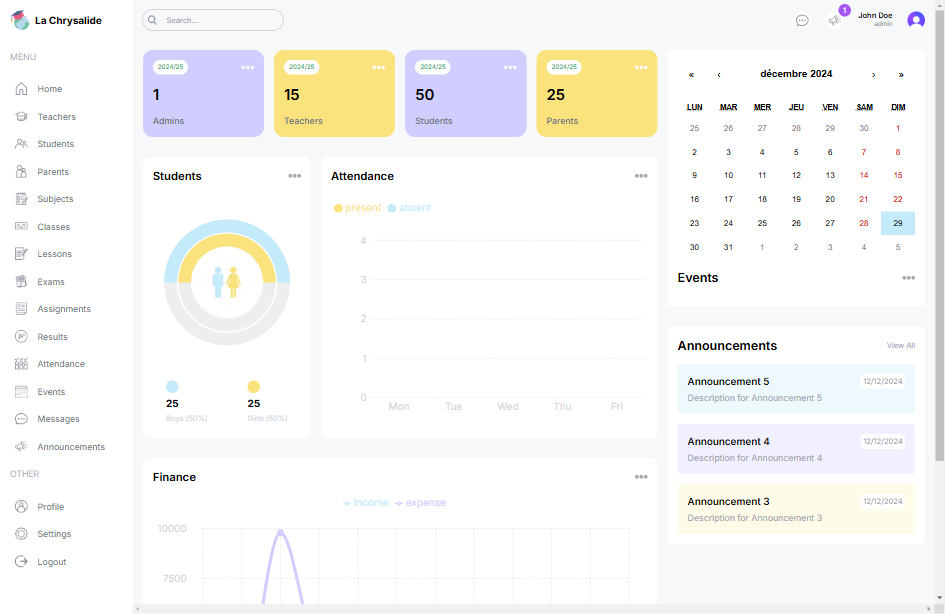 La Chrysalide
MENU
Home
Teachers
Students
Parents
Subjects
Classes
Lessons
Exams
Assignments
Results
Attendance
Events
Messages
Announcements
OTHER
Profile
Settings
Logout
Search...
1
John Doe
admin
2024/25
1
Admins
2024/25
15
Teachers
2024/25
50
Students
2024/25
25
Parents
Students
25
Boys (50%)
25
Girls (50%)
Attendance
present absent
4
3
2
1
0
Mon Tue Wed Thu Fri
Finance
income expense
10000
7500
« ‹ décembre 2024 › »
LUN MAR MER JEU VEN SAM DIM
25 26 27 28 29 30 1
2 3 4 5 6 7 8
9 10 11 12 13 14 15
16 17 18 19 20 21 22
23 24 25 26 27 28 29
30 31 1 2 3 4 5
Events
Announcements View All
Announcement 5 12/12/2024
Description for Announcement 5
Announcement 4 12/12/2024
Description for Announcement 4
Announcement 3 12/12/2024
Description for Announcement 3